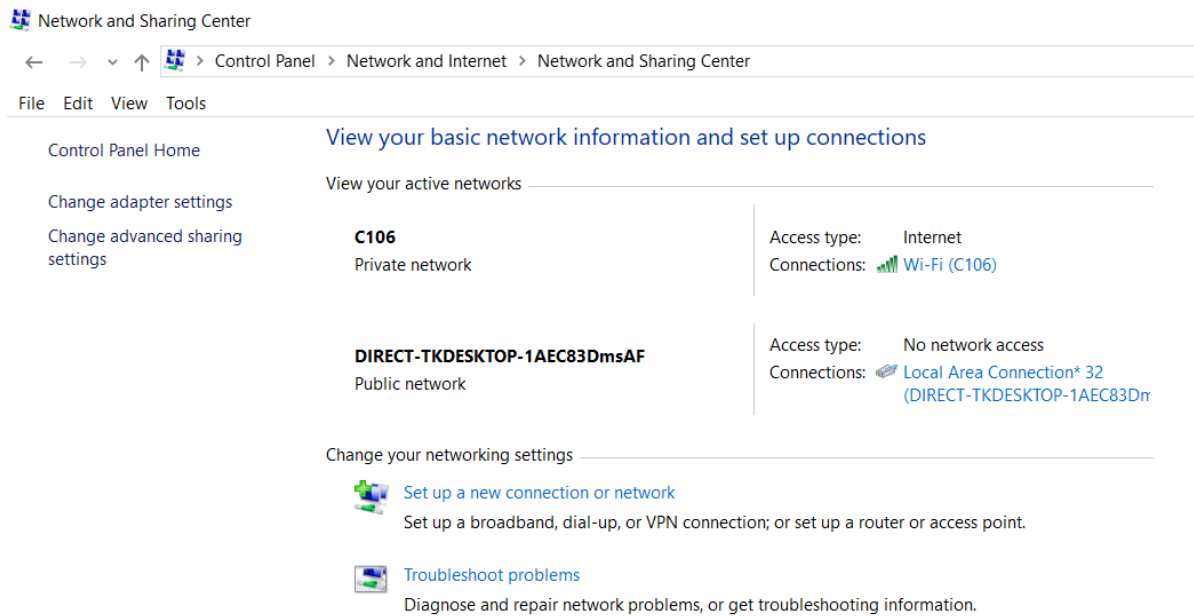 Network and Sharing Center
Control Panel > Network and Internet > Network and Sharing Center
File Edit View Tools
Control Panel Home
Change adapter settings
Change advanced sharing
settings
View your basic network information and set up connections
View your active networks
C106
Private network
Access type: Internet
Connections: Wi-Fi (C106)
DIRECT-TKDESKTOP-1AEC83DmsAF
Public network
Access type: No network access
Connections: Local Area Connection* 32
(DIRECT-TKDESKTOP-1AEC83Dm
Change your networking settings
Set up a new connection or network
Set up a broadband, dial-up, or VPN connection; or set up a router or access point.
Troubleshoot problems
Diagnose and repair network problems, or get troubleshooting information.